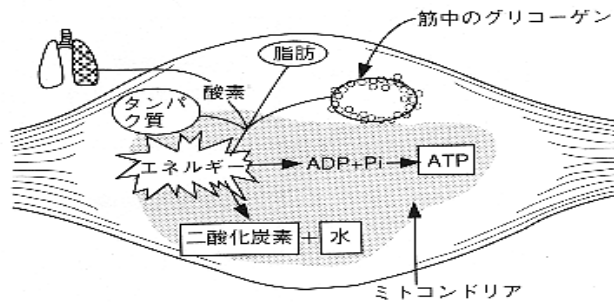 筋中のグリコーゲン
脂肪
酸素
タンパ
ク質
エネルギー
ADP+Pi
ATP
二酸化炭素+水
ミトコンドリア